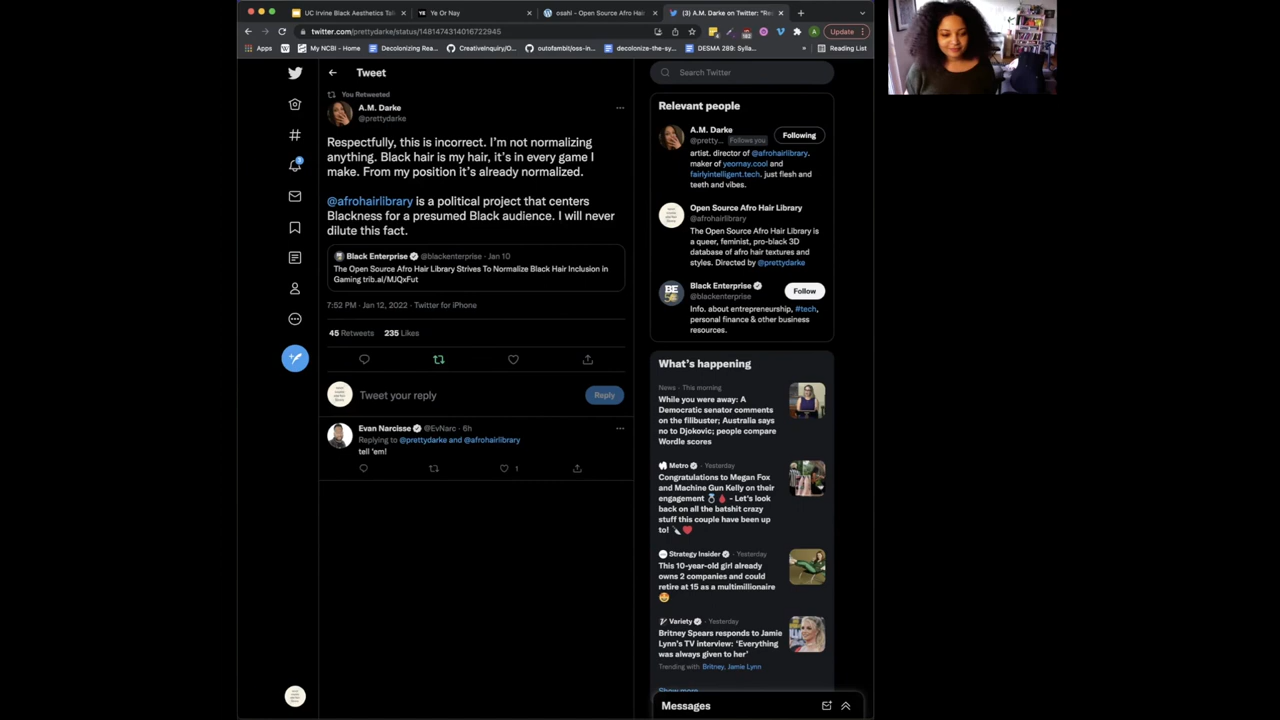 UC Irvine Black Aesthetics Tal
Ye Or Nay
osahl - Open Source Afro Hai
(3) A.M. Darke on Twitter: "Re
twitter.com/prettydarke/status/1481474314016722945
Update
Apps
My NCBI - Home
Decolonizing Rea...
CreativeInquiry/O...
outofambit/oss-in...
decolonize-the-sy...
DESMA 289: Sylla...
Reading List
Tweet
Search Twitter
You Retweeted
A.M. Darke
@prettydarke
Respectfully, this is incorrect. I'm not normalizing
anything. Black hair is my hair, it's in every game I
make. From my position it's already normalized.
@afrohairlibrary is a political project that centers
Blackness for a presumed Black audience. I will never
dilute this fact.
Black Enterprise @blackenterprise · Jan 10
The Open Source Afro Hair Library Strives To Normalize Black Hair Inclusion in
Gaming trib.al/MJQxFut
7:52 PM · Jan 12, 2022 · Twitter for iPhone
45 Retweets 235 Likes
Tweet your reply
Reply
Evan Narcisse @EvNarc · 6h
Replying to @prettydarke and @afrohairlibrary
tell 'em!
1
Relevant people
A.M. Darke
@pretty... Follows you
Following
artist. director of @afrohairlibrary.
maker of yeornay.cool and
fairlyintelligent.tech. just flesh and
teeth and vibes.
Open Source Afro Hair Library
@afrohairlibrary
The Open Source Afro Hair Library is
a queer, feminist, pro-black 3D
database of afro hair textures and
styles. Directed by @prettydarke
Black Enterprise
@blackenterprise
Follow
Info. about entrepreneurship, #tech,
personal finance & other business
resources.
What's happening
News · This morning
While you were away: A
Democratic senator comments
on the filibuster; Australia says
no to Djokovic; people compare
Wordle scores
Metro · Yesterday
Congratulations to Megan Fox
and Machine Gun Kelly on their
engagement 💍🩸 - Let's look
back on all the batshit crazy
stuff this couple have been up
to! 🔪❤️
Strategy Insider · Yesterday
This 10-year-old girl already
owns 2 companies and could
retire at 15 as a multimillionaire
🤩
Variety · Yesterday
Britney Spears responds to Jamie
Lynn's TV interview: 'Everything
was always given to her'
Trending with Britney, Jamie Lynn
Show more
Messages